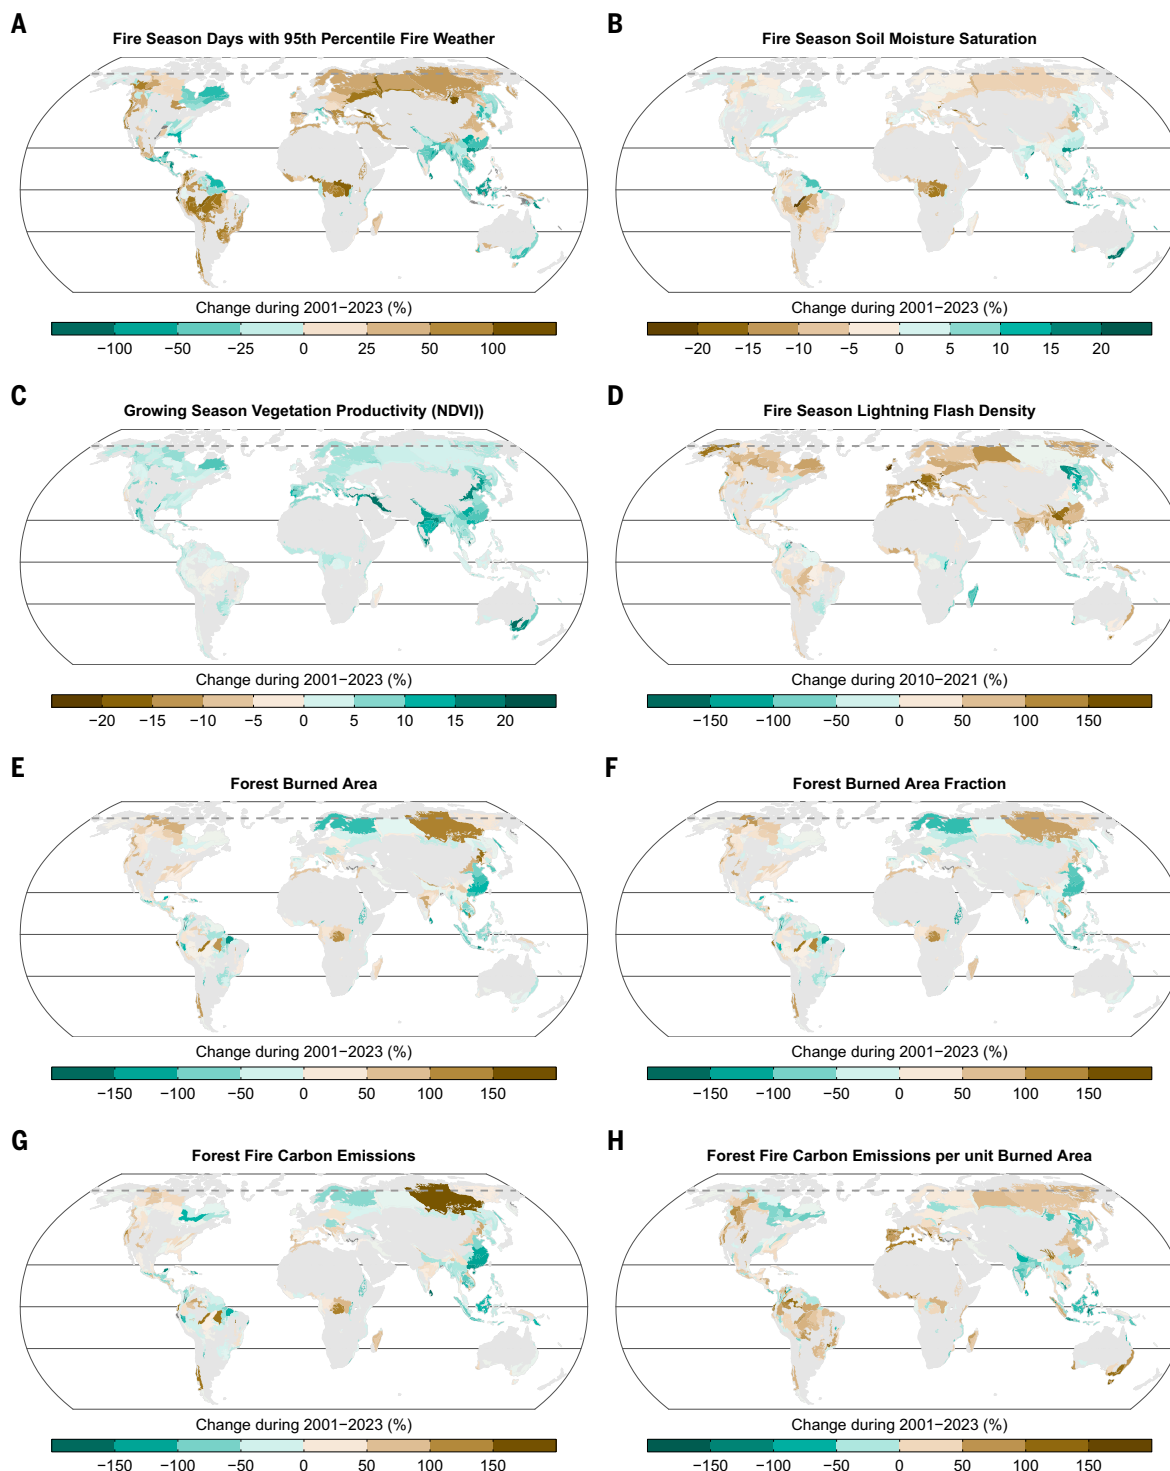 A
Fire Season Days with 95th Percentile Fire Weather
Change during 2001−2023 (%)
−100 −50 −25 0 25 50 100
B
Fire Season Soil Moisture Saturation
Change during 2001−2023 (%)
−20 −15 −10 −5 0 5 10 15 20
C
Growing Season Vegetation Productivity (NDVI))
Change during 2001−2023 (%)
−20 −15 −10 −5 0 5 10 15 20
D
Fire Season Lightning Flash Density
Change during 2010−2021 (%)
−150 −100 −50 0 50 100 150
E
Forest Burned Area
Change during 2001−2023 (%)
−150 −100 −50 0 50 100 150
F
Forest Burned Area Fraction
Change during 2001−2023 (%)
−150 −100 −50 0 50 100 150
G
Forest Fire Carbon Emissions
Change during 2001−2023 (%)
−150 −100 −50 0 50 100 150
H
Forest Fire Carbon Emissions per unit Burned Area
Change during 2001−2023 (%)
−150 −100 −50 0 50 100 150